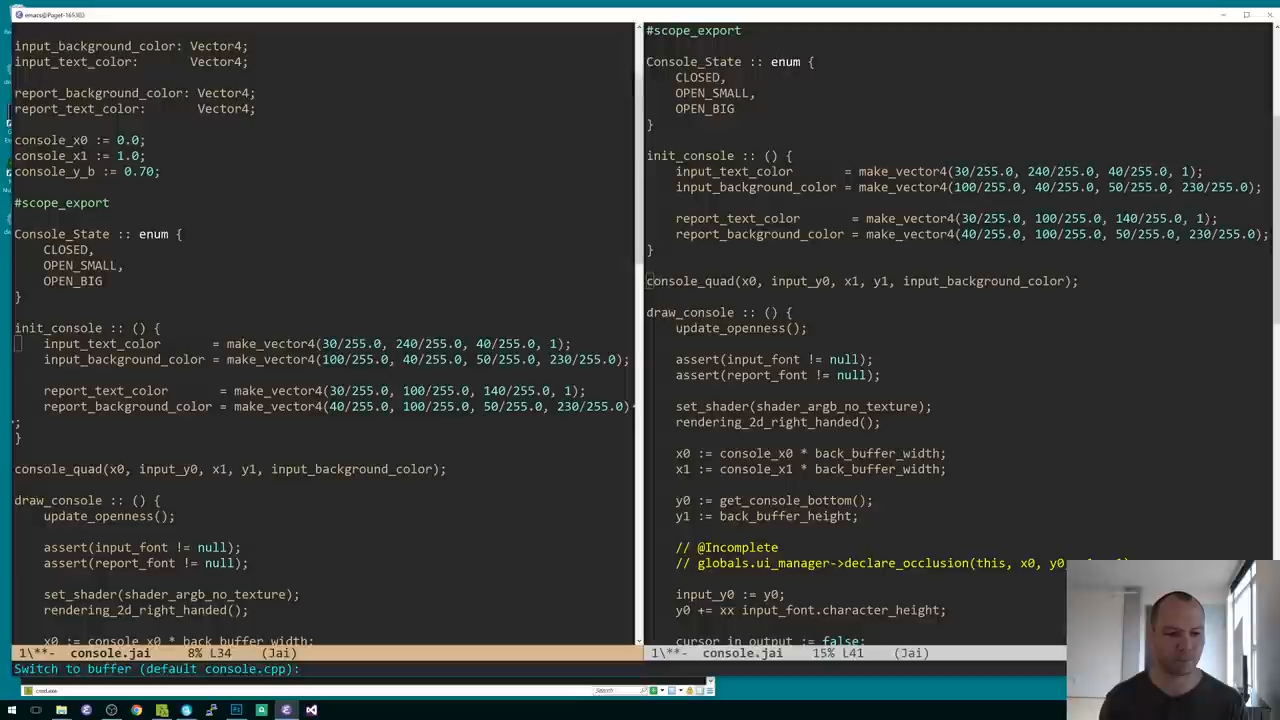 emacs@Puget-165303
input_background_color: Vector4;
input_text_color:       Vector4;
report_background_color: Vector4;
report_text_color:       Vector4;
console_x0 := 0.0;
console_x1 := 1.0;
console_y_b := 0.70;
#scope_export
Console_State :: enum {
    CLOSED,
    OPEN_SMALL,
    OPEN_BIG
}
init_console :: () {
    input_text_color       = make_vector4(30/255.0, 240/255.0, 40/255.0, 1);
    input_background_color = make_vector4(100/255.0, 40/255.0, 50/255.0, 230/255.0);
    report_text_color       = make_vector4(30/255.0, 100/255.0, 140/255.0, 1);
    report_background_color = make_vector4(40/255.0, 100/255.0, 50/255.0, 230/255.0)
;
}
console_quad(x0, input_y0, x1, y1, input_background_color);
draw_console :: () {
    update_openness();
    assert(input_font != null);
    assert(report_font != null);
    set_shader(shader_argb_no_texture);
    rendering_2d_right_handed();
    x0 := console_x0 * back_buffer_width;
1\**-  console.jai     8% L34    (Jai)
#scope_export
Console_State :: enum {
    CLOSED,
    OPEN_SMALL,
    OPEN_BIG
}
init_console :: () {
    input_text_color       = make_vector4(30/255.0, 240/255.0, 40/255.0, 1);
    input_background_color = make_vector4(100/255.0, 40/255.0, 50/255.0, 230/255.0);
    report_text_color       = make_vector4(30/255.0, 100/255.0, 140/255.0, 1);
    report_background_color = make_vector4(40/255.0, 100/255.0, 50/255.0, 230/255.0);
}
console_quad(x0, input_y0, x1, y1, input_background_color);
draw_console :: () {
    update_openness();
    assert(input_font != null);
    assert(report_font != null);
    set_shader(shader_argb_no_texture);
    rendering_2d_right_handed();
    x0 := console_x0 * back_buffer_width;
    x1 := console_x1 * back_buffer_width;
    y0 := get_console_bottom();
    y1 := back_buffer_height;
    // @Incomplete
    // globals.ui_manager->declare_occlusion(this, x0, y0,
    input_y0 := y0;
    y0 += xx input_font.character_height;
    cursor_in_output := false;
1\**-  console.jai    15% L41    (Jai)
Switch to buffer (default console.cpp):
cmd.exe
Search